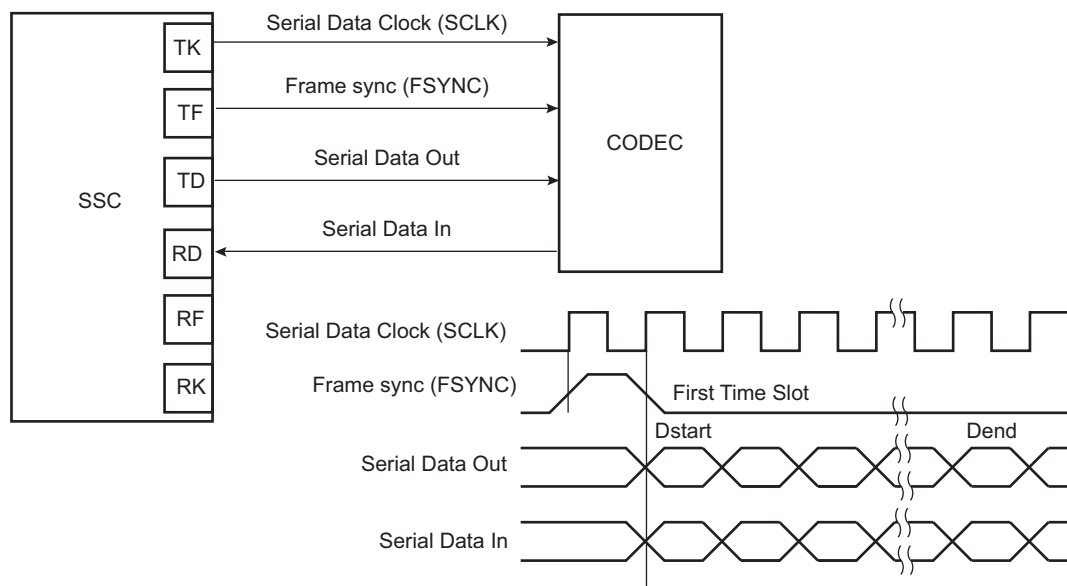 SSC
TK
TF
TD
RD
RF
RK
Serial Data Clock (SCLK)
Frame sync (FSYNC)
Serial Data Out
Serial Data In
CODEC
Serial Data Clock (SCLK)
Frame sync (FSYNC)
First Time Slot
Dstart
Dend
Serial Data Out
Serial Data In